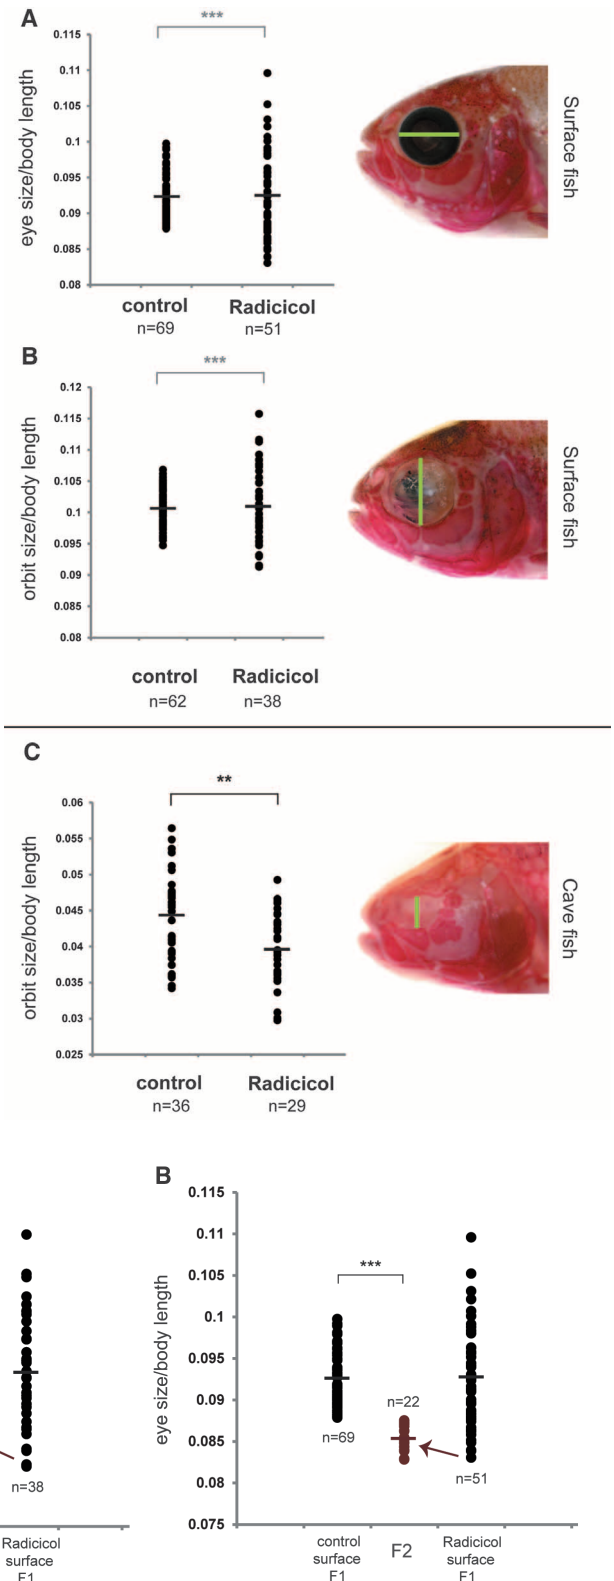 A
***
0.115
0.11
0.105
0.1
0.095
0.09
0.085
0.08
eye size/body length
control
n=69
Radicicol
n=51
Surface fish
B
***
0.12
0.115
0.11
0.105
0.1
0.095
0.09
0.085
0.08
orbit size/body length
control
n=62
Radicicol
n=38
Surface fish
C
**
0.06
0.055
0.05
0.045
0.04
0.035
0.03
0.025
orbit size/body length
control
n=36
Radicicol
n=29
Cave fish
n=38
Radicicol
surface
F1
B
0.115
0.11
0.105
0.1
0.095
0.09
0.085
0.08
0.075
eye size/body length
***
n=69
n=22
n=51
control
surface
F1
F2
Radicicol
surface
F1